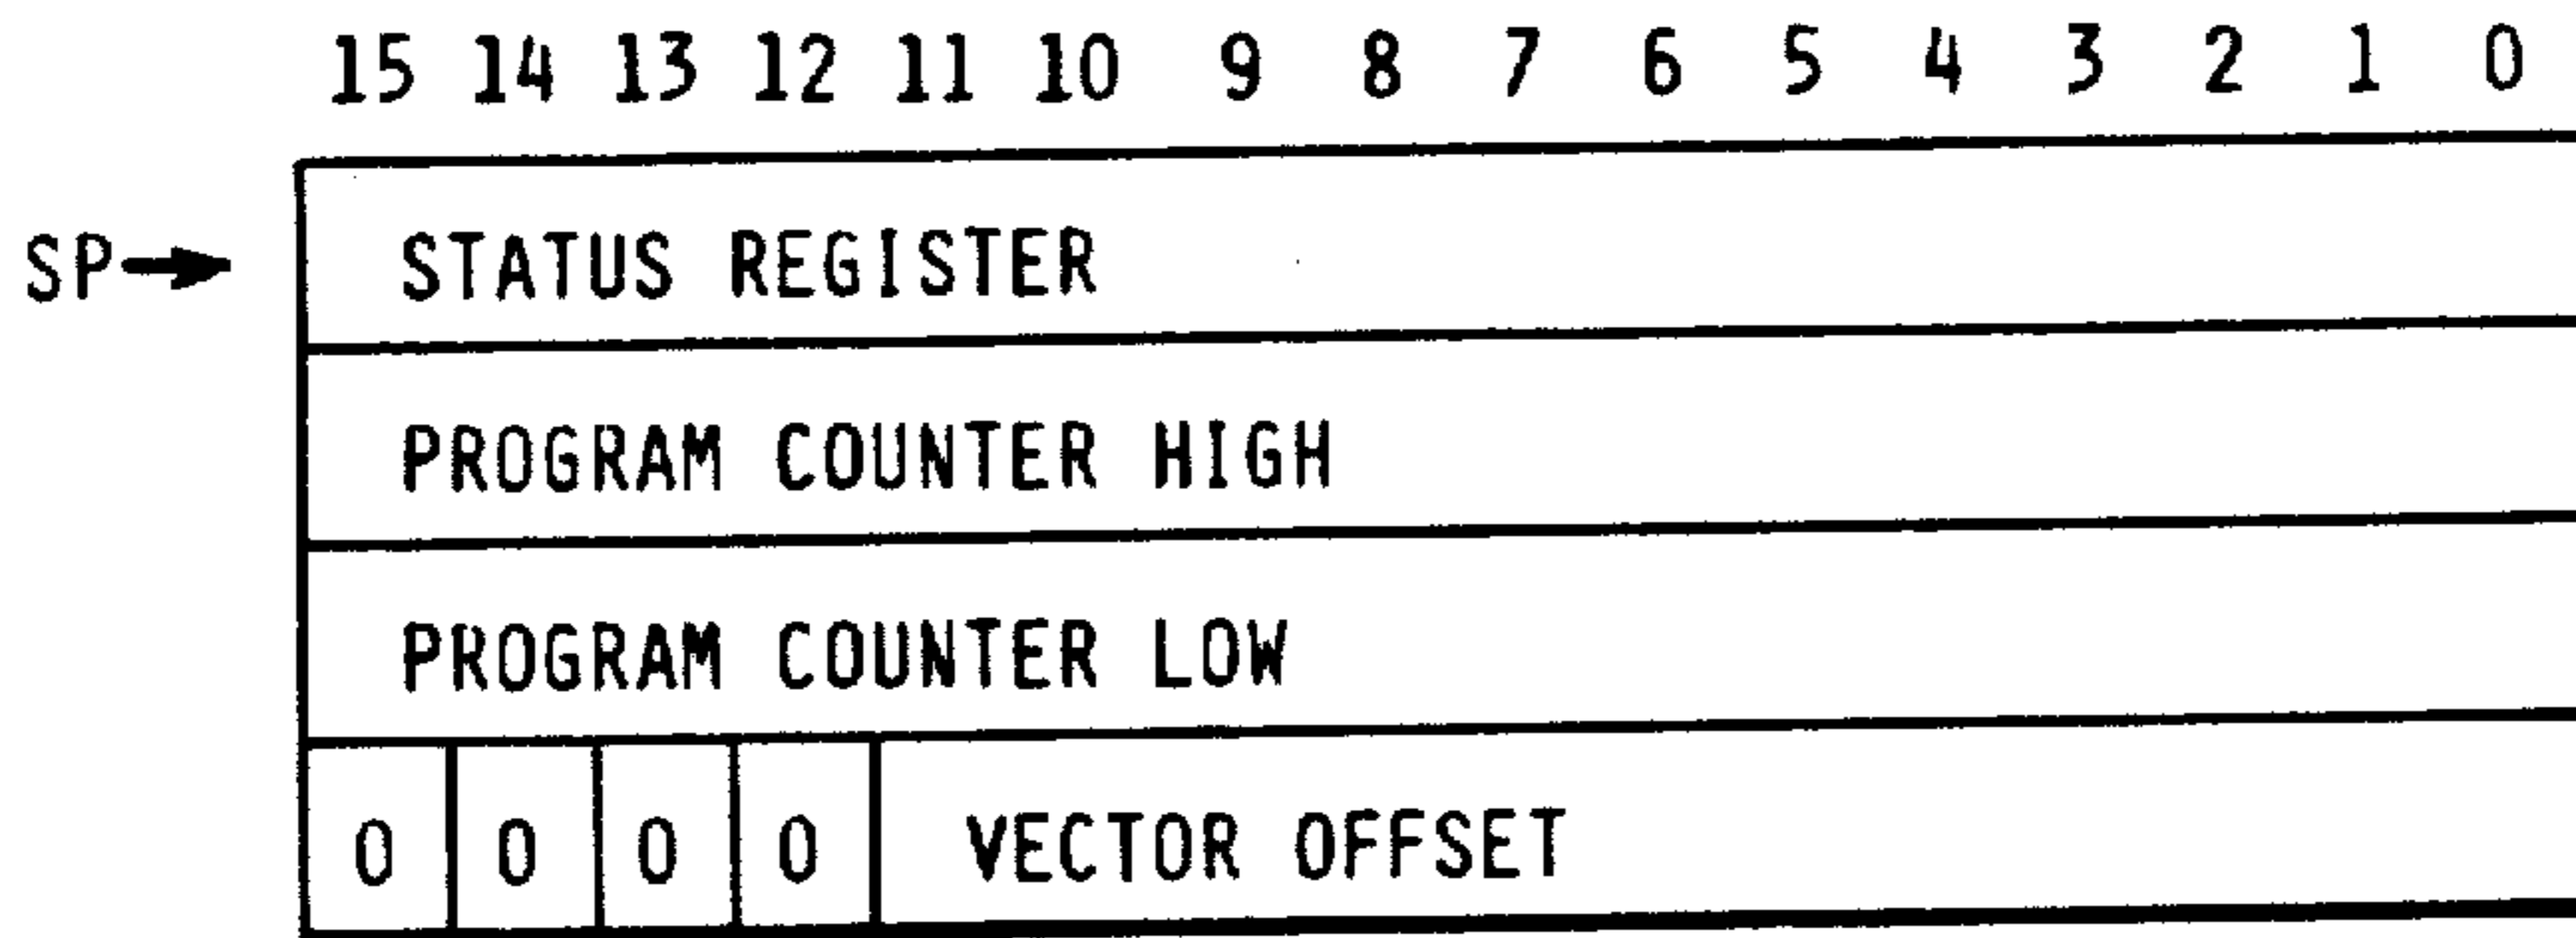 15 14 13 12 11 10 9 8 7 6 5 4 3 2 1 0
SP→ STATUS REGISTER
PROGRAM COUNTER HIGH
PROGRAM COUNTER LOW
0 0 0 0 VECTOR OFFSET